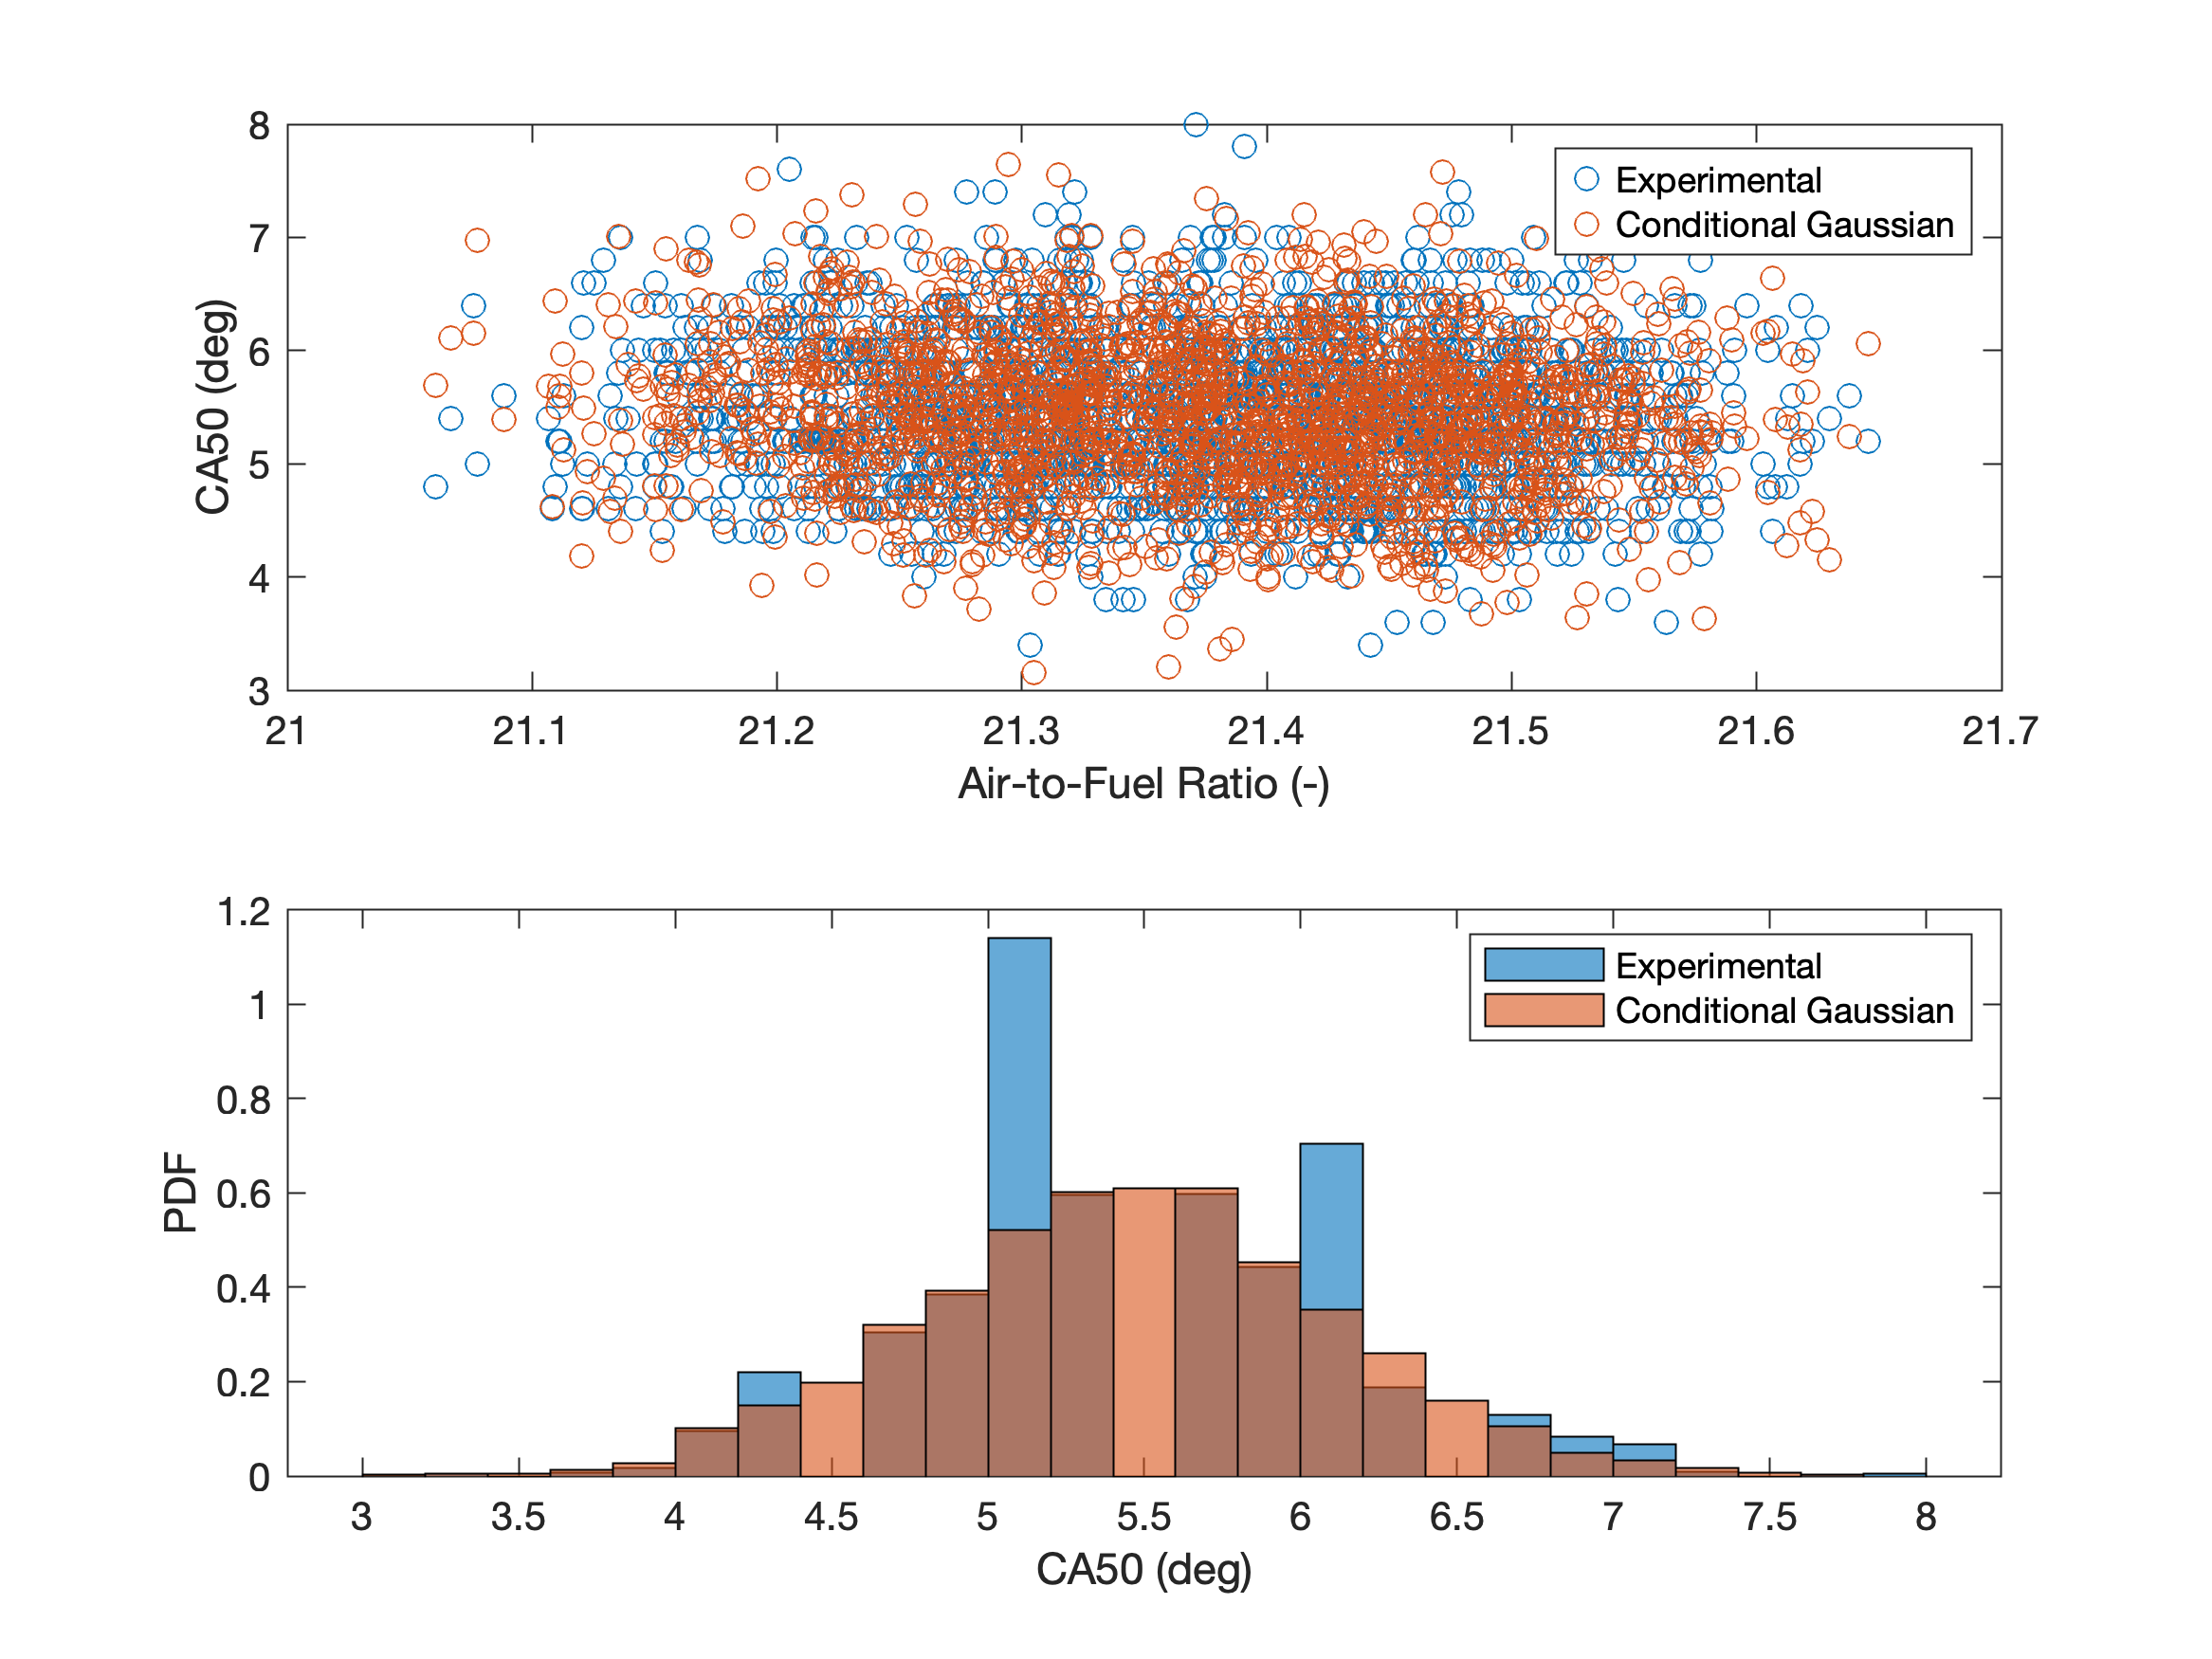 8
7
6
5
4
3
CA50 (deg)
Experimental
Conditional Gaussian
21 21.1 21.2 21.3 21.4 21.5 21.6 21.7
Air-to-Fuel Ratio (-)
1.2
1
0.8
0.6
0.4
0.2
0
PDF
Experimental
Conditional Gaussian
3 3.5 4 4.5 5 5.5 6 6.5 7 7.5 8
CA50 (deg)